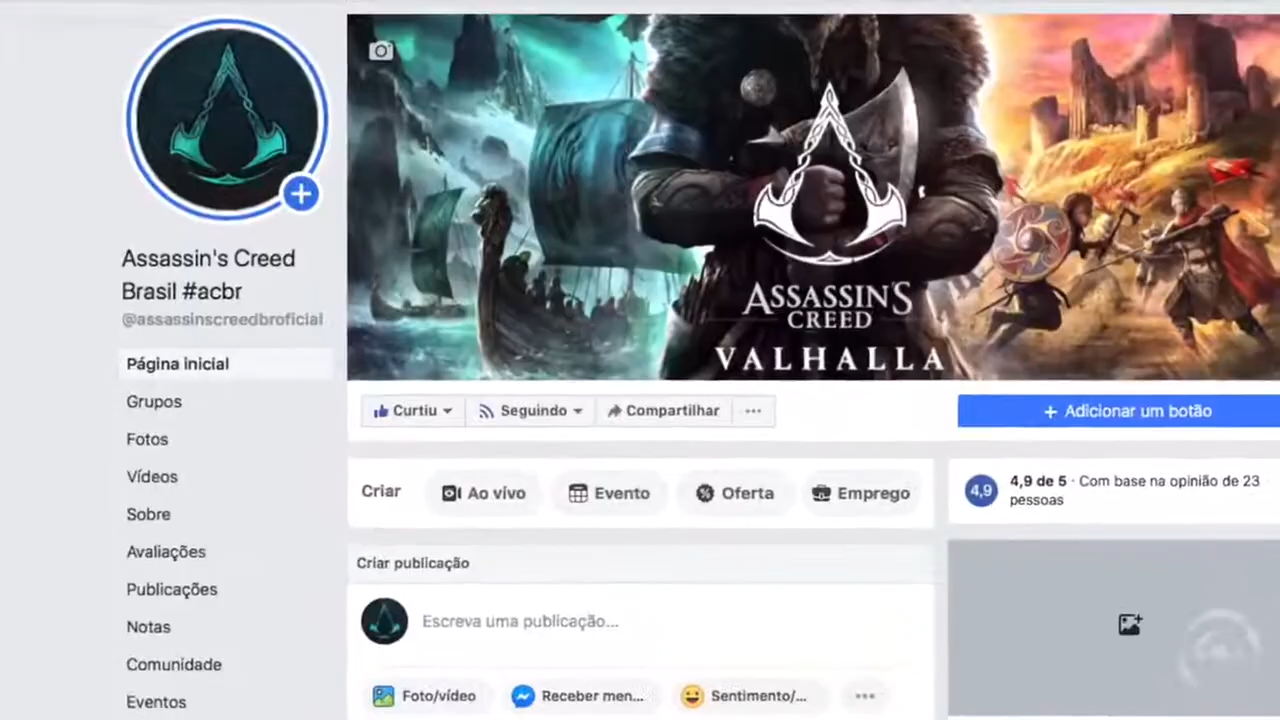 Assassin's Creed
Brasil #acbr
@assassinscreedbroficial
Página inicial
Grupos
Fotos
Vídeos
Sobre
Avaliações
Publicações
Notas
Comunidade
Eventos
ASSASSIN'S
CREED
VALHALLA
Curtiu
Seguindo
Compartilhar
+ Adicionar um botão
Criar
Ao vivo
Evento
Oferta
Emprego
4,9
4,9 de 5 · Com base na opinião de 23
pessoas
Criar publicação
Escreva uma publicação...
Foto/vídeo
Receber men...
Sentimento/...